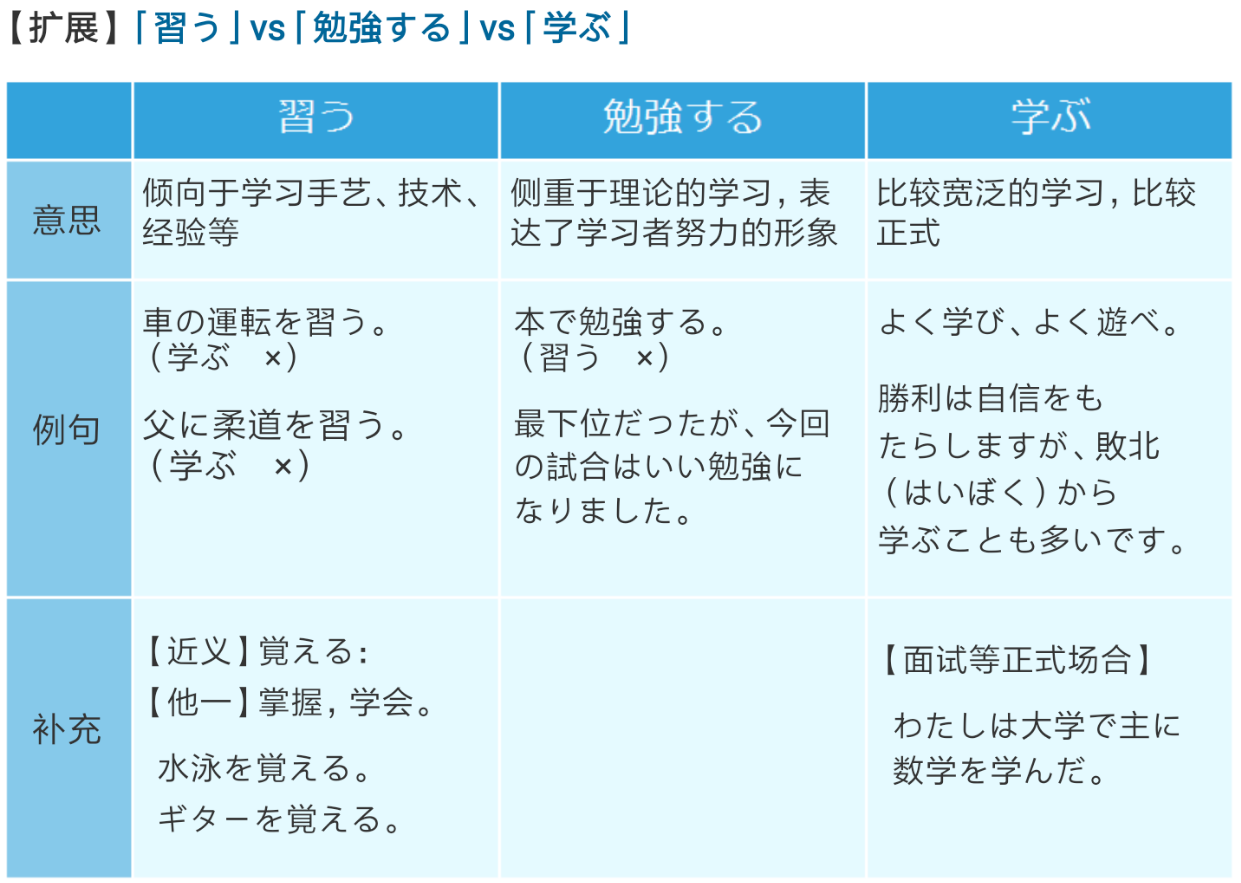 【扩展】「習う」vs「勉強する」vs「学ぶ」
習う
勉強する
学ぶ
意思
倾向于学习手艺、技术、
经验等
侧重于理论的学习,表
达了学习者努力的形象
比较宽泛的学习,比较
正式
例句
車の運転を習う。
(学ぶ　×)
父に柔道を習う。
(学ぶ　×)
本で勉強する。
(習う　×)
最下位だったが、今回
の試合はいい勉強に
なりました。
よく学び、よく遊べ。
勝利は自信をも
たらしますが、敗北
(はいぼく)から
学ぶことも多いです。
补充
【近义】覚える:
【他一】掌握,学会。
水泳を覚える。
ギターを覚える。
【面试等正式场合】
わたしは大学で主に
数学を学んだ。